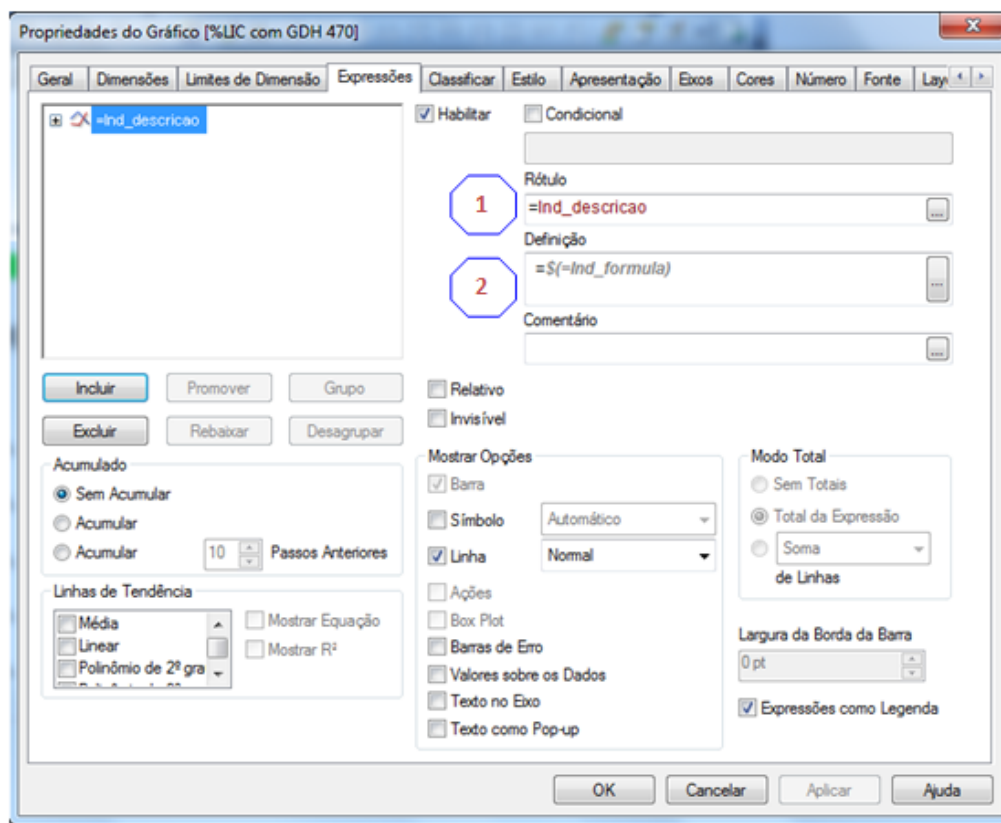 Propriedades do Gráfico [%LIC com GDH 470]
Geral Dimensões Limites de Dimensão Expressões Classificar Estilo Apresentação Eixos Cores Número Fonte Lay
=Ind_descricao
Habilitar Condicional
Rótulo
1 =Ind_descricao ...
Definição
2 =$(=Ind_formula) ...
Comentário
...
Incluir Promover Grupo
Excluir Rebaixar Desagrupar
Relativo
Invisível
Acumulado
Sem Acumular
Acumular
Acumular 10 Passos Anteriores
Linhas de Tendência
Média
Linear
Polinômio de 2º gra
Mostrar Equação
Mostrar R²
Mostrar Opções
Barra
Símbolo Automático
Linha Normal
Ações
Box Plot
Barras de Erro
Valores sobre os Dados
Texto no Eixo
Texto como Pop-up
Modo Total
Sem Totais
Total da Expressão
Soma
de Linhas
Largura da Borda da Barra
0 pt
Expressões como Legenda
OK Cancelar Aplicar Ajuda